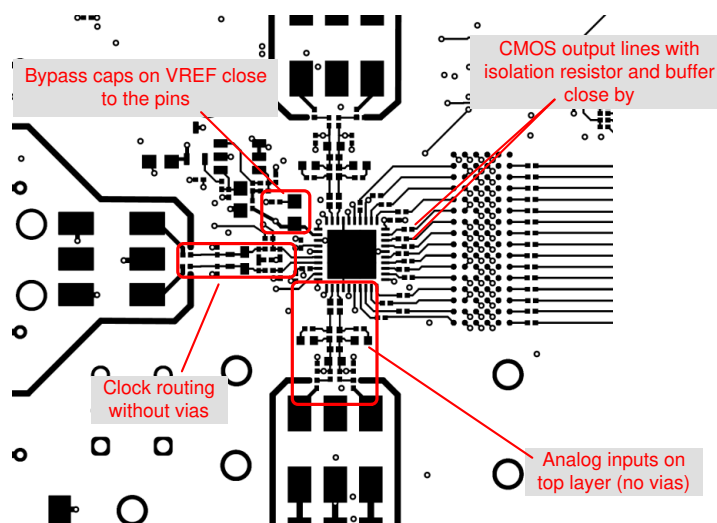 Bypass caps on VREF close
to the pins
CMOS output lines with
isolation resistor and buffer
close by
Clock routing
without vias
Analog inputs on
top layer (no vias)